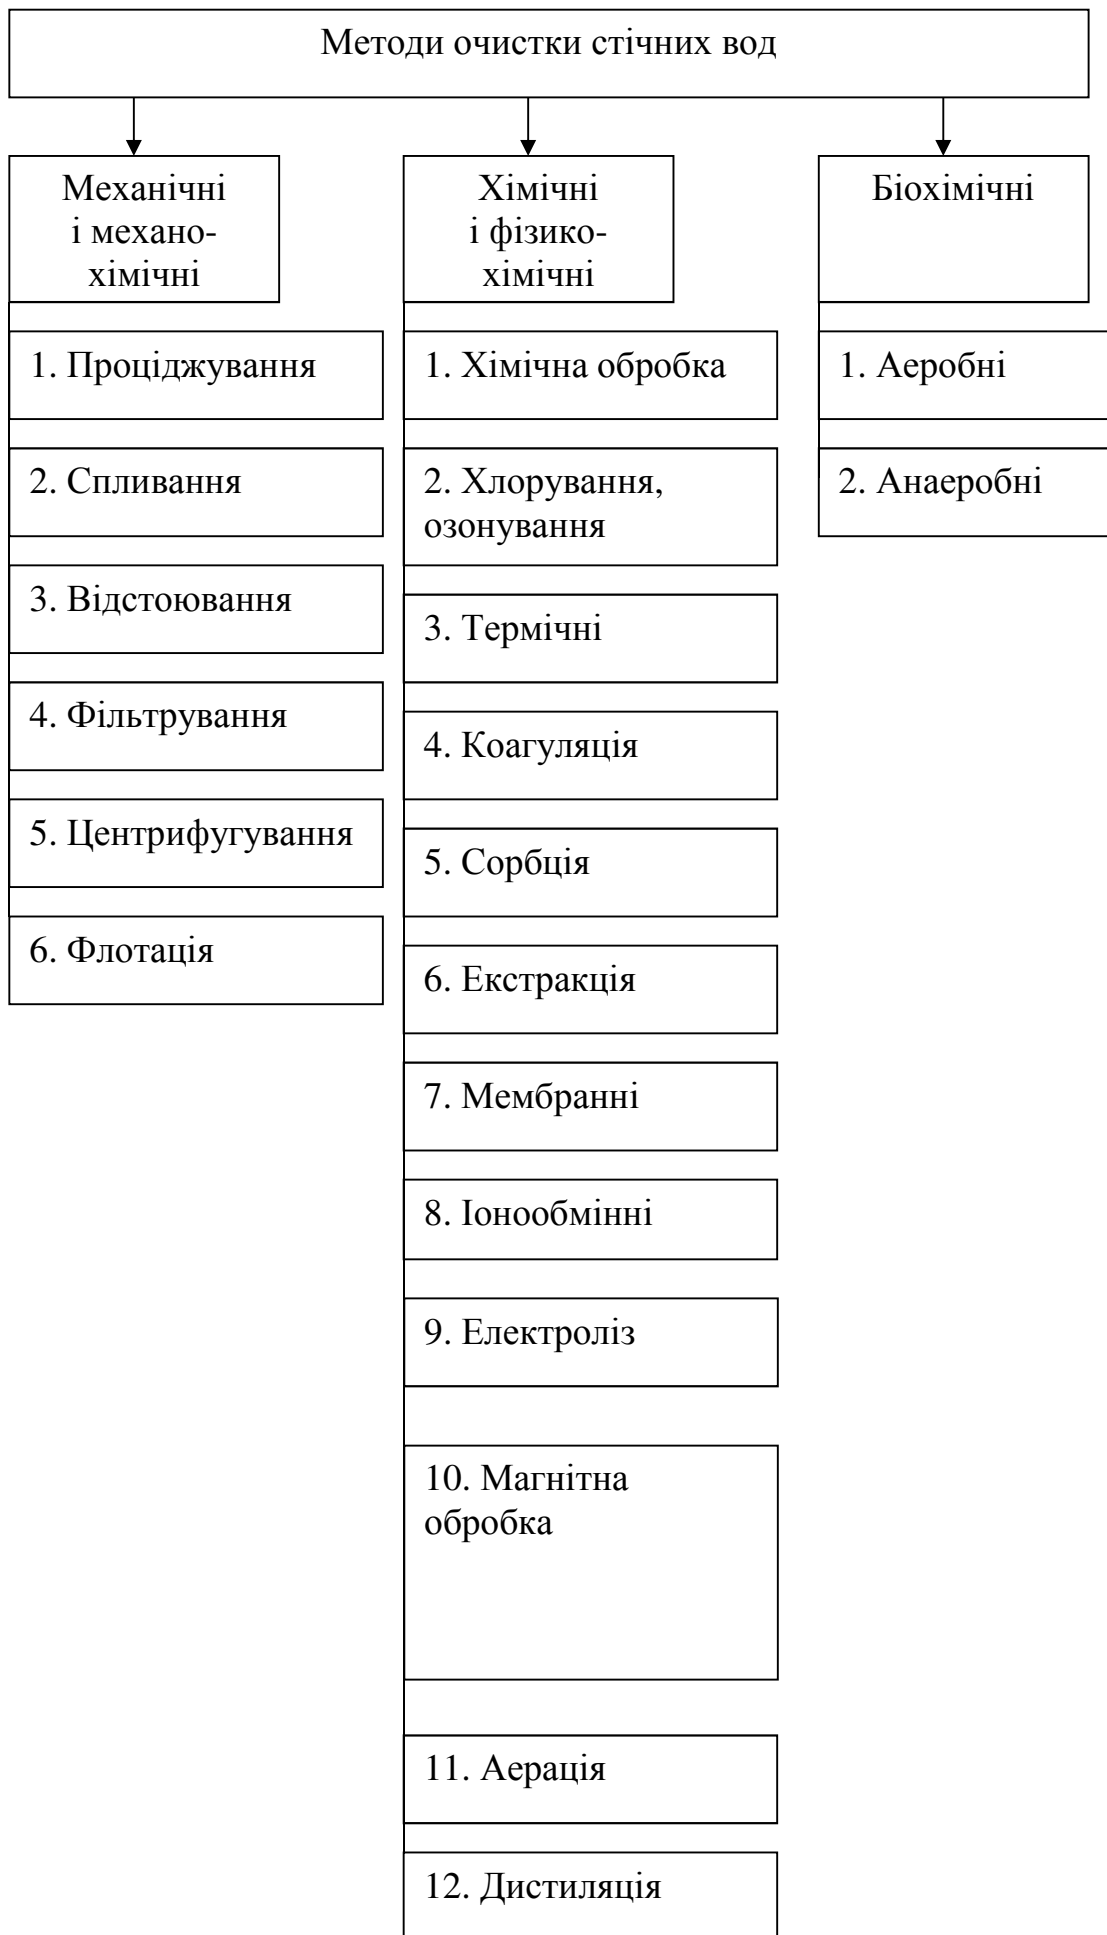 Методи очистки стічних вод
Механічні
і механо-
хімічні
1. Проціджування
2. Спливання
3. Відстоювання
4. Фільтрування
5. Центрифугування
6. Флотація
Хімічні
і фізико-
хімічні
1. Хімічна обробка
2. Хлорування,
озонування
3. Термічні
4. Коагуляція
5. Сорбція
6. Екстракція
7. Мембранні
8. Іонообмінні
9. Електроліз
10. Магнітна
обробка
11. Аерація
12. Дистиляція
Біохімічні
1. Аеробні
2. Анаеробні